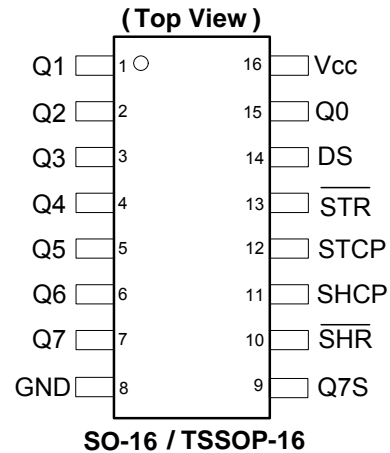 (Top View)
Q1 1 16 Vcc
Q2 2 15 Q0
Q3 3 14 DS
Q4 4 13 STR
Q5 5 12 STCP
Q6 6 11 SHCP
Q7 7 10 SHR
GND 8 9 Q7S
SO-16 / TSSOP-16